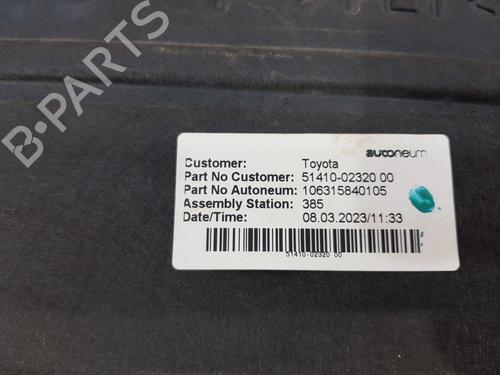 autoneum
Customer: Toyota
Part No Customer: 51410-02320 00
Part No Autoneum: 106315840105
Assembly Station: 385
Date/Time: 08.03.2023/11:33
51410-02320 00
B-PARTS